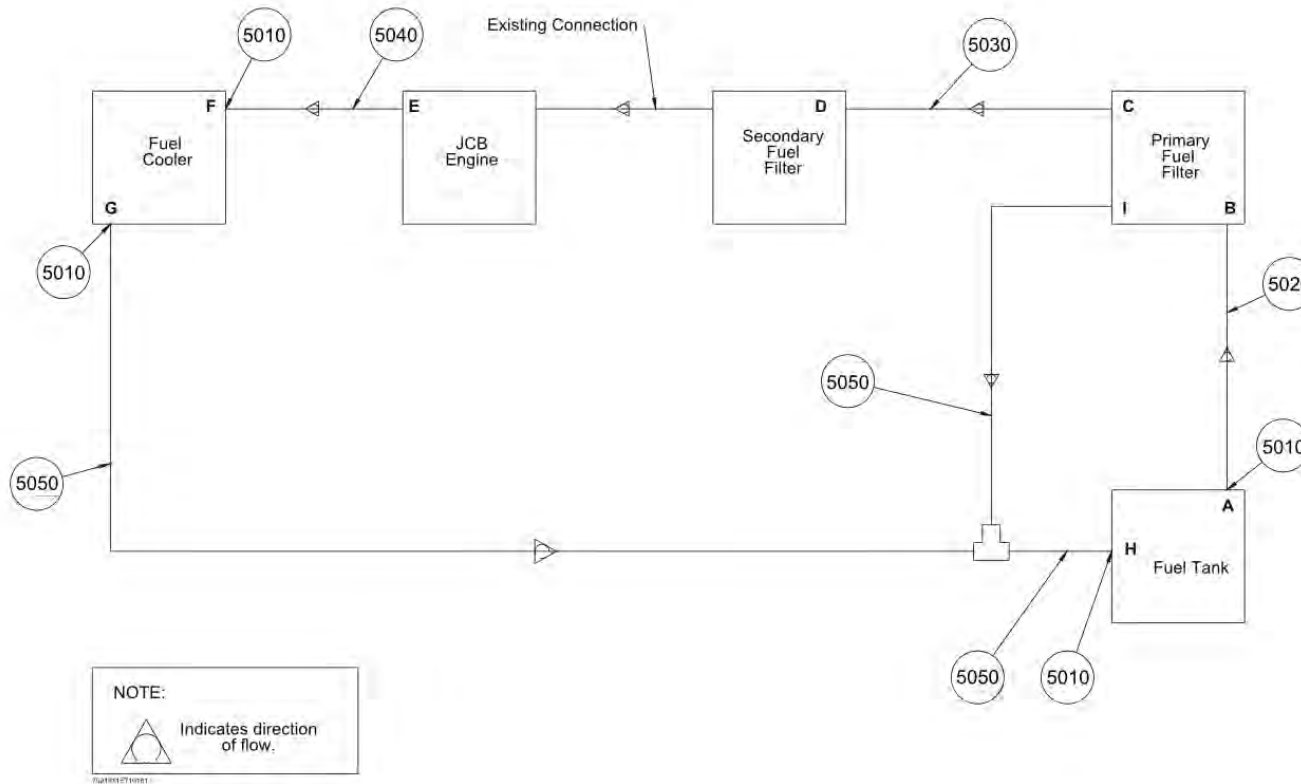 5010
5040
Existing Connection
5030
F
E
D
C
Fuel
Cooler
JCB
Engine
Secondary
Fuel
Filter
Primary
Fuel
Filter
G
I
B
5010
502
5050
5010
5050
A
H
Fuel Tank
5050
5010
NOTE:
Indicates direction
of flow.